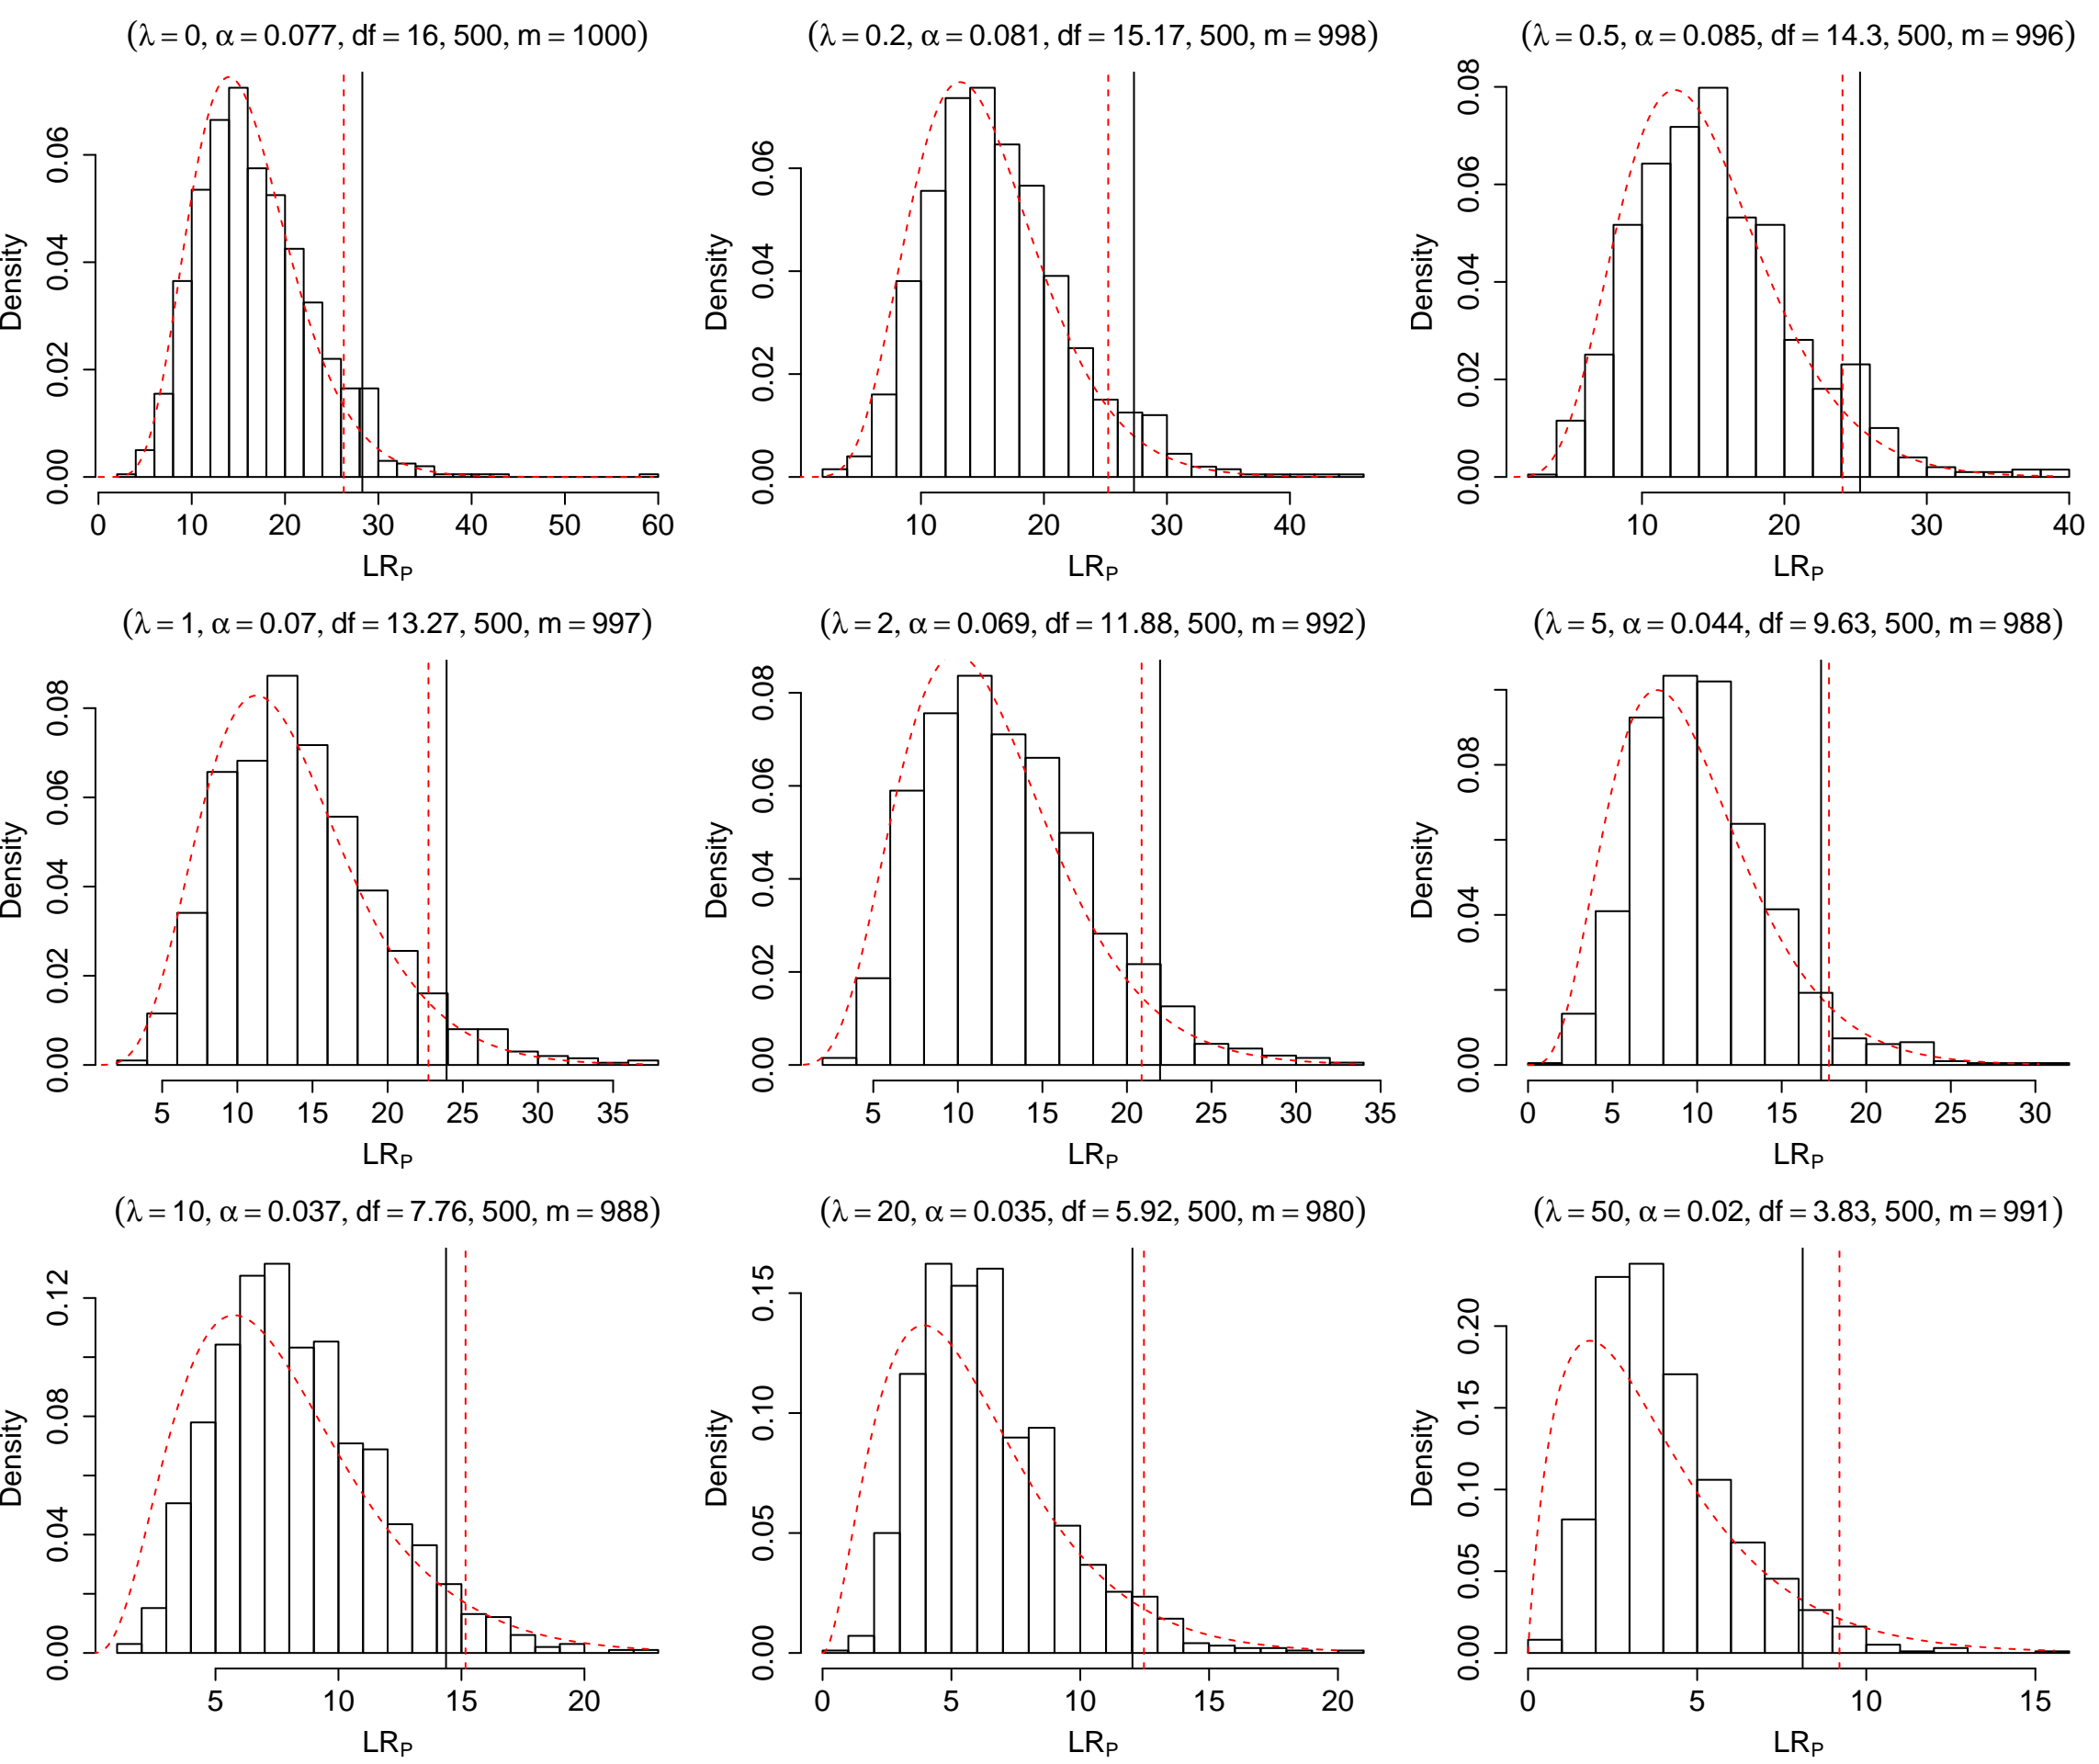 (λ = 0, α = 0.077, df = 16, 500, m = 1000)
Density
0.00 0.02 0.04 0.06
0 10 20 30 40 50 60
LR_P
(λ = 0.2, α = 0.081, df = 15.17, 500, m = 998)
Density
0.00 0.02 0.04 0.06
10 20 30 40
LR_P
(λ = 0.5, α = 0.085, df = 14.3, 500, m = 996)
Density
0.00 0.02 0.04 0.06 0.08
10 20 30 40
LR_P
(λ = 1, α = 0.07, df = 13.27, 500, m = 997)
Density
0.00 0.02 0.04 0.06 0.08
5 10 15 20 25 30 35
LR_P
(λ = 2, α = 0.069, df = 11.88, 500, m = 992)
Density
0.00 0.02 0.04 0.06 0.08
5 10 15 20 25 30 35
LR_P
(λ = 5, α = 0.044, df = 9.63, 500, m = 988)
Density
0.00 0.04 0.08
0 5 10 15 20 25 30
LR_P
(λ = 10, α = 0.037, df = 7.76, 500, m = 988)
Density
0.00 0.04 0.08 0.12
5 10 15 20
LR_P
(λ = 20, α = 0.035, df = 5.92, 500, m = 980)
Density
0.00 0.05 0.10 0.15
0 5 10 15 20
LR_P
(λ = 50, α = 0.02, df = 3.83, 500, m = 991)
Density
0.00 0.05 0.10 0.15 0.20
0 5 10 15
LR_P